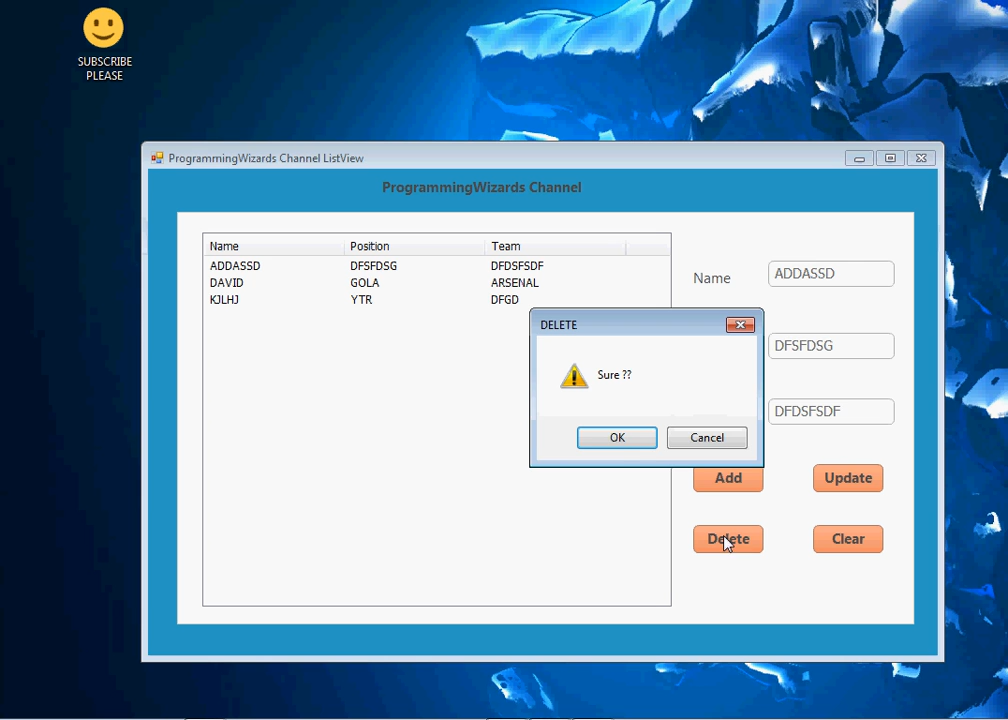 SUBSCRIBE
PLEASE
ProgrammingWizards Channel ListView
ProgrammingWizards Channel
Name Position Team
ADDASSD DFSFDSG DFDSFSDF
DAVID GOLA ARSENAL
KJLHJ YTR DFGD
Name ADDASSD
DFSFDSG
DFDSFSDF
DELETE
Sure ??
OK Cancel
Add Update
Delete Clear